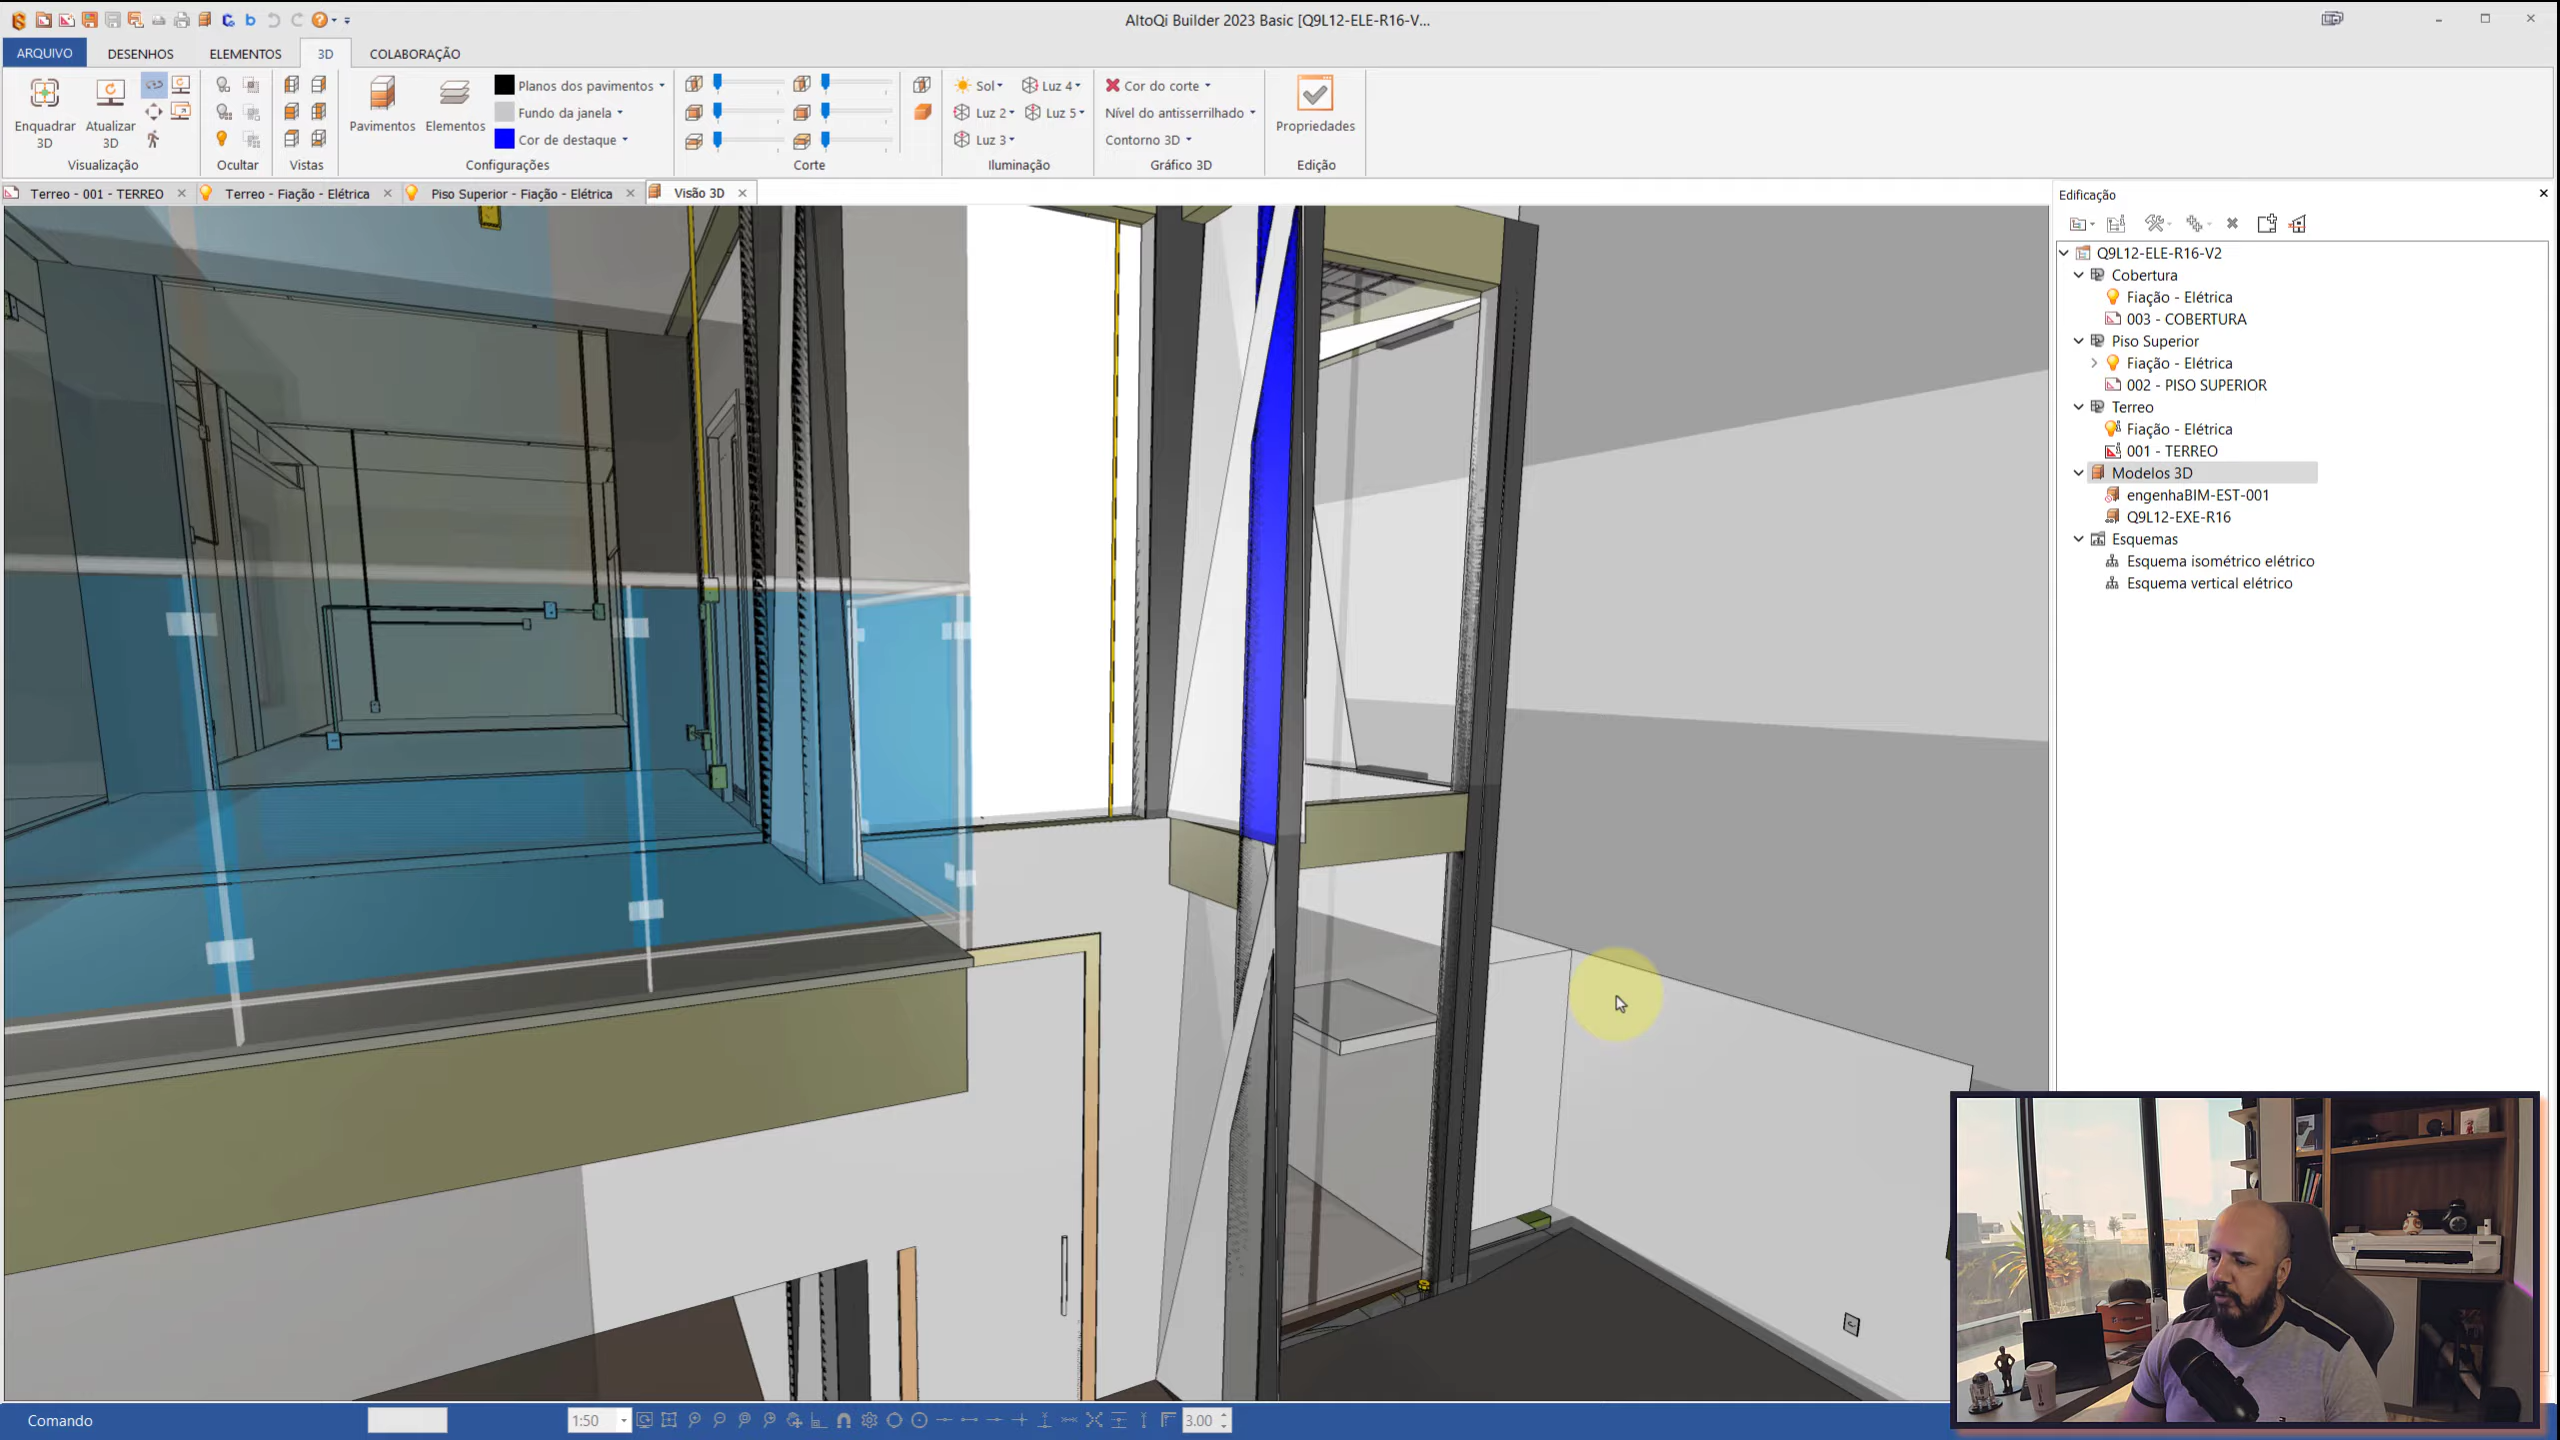 AltoQi Builder 2023 Basic [Q9L12-ELE-R16-V...
ARQUIVO DESENHOS ELEMENTOS 3D COLABORAÇÃO
Enquadrar 3D
Atualizar 3D
Visualização
Ocultar
Vistas
Pavimentos
Elementos
Planos dos pavimentos
Fundo da janela
Cor de destaque
Configurações
Corte
Sol
Luz 2
Luz 3
Luz 4
Luz 5
Iluminação
Cor do corte
Nível do antisserrilhado
Contorno 3D
Gráfico 3D
Propriedades
Edição
Terreo - 001 - TERREO
Terreo - Fiação - Elétrica
Piso Superior - Fiação - Elétrica
Visão 3D
Edificação
Q9L12-ELE-R16-V2
Cobertura
Fiação - Elétrica
003 - COBERTURA
Piso Superior
Fiação - Elétrica
002 - PISO SUPERIOR
Terreo
Fiação - Elétrica
001 - TERREO
Modelos 3D
engenhaBIM-EST-001
Q9L12-EXE-R16
Esquemas
Esquema isométrico elétrico
Esquema vertical elétrico
Comando
1:50
3.00